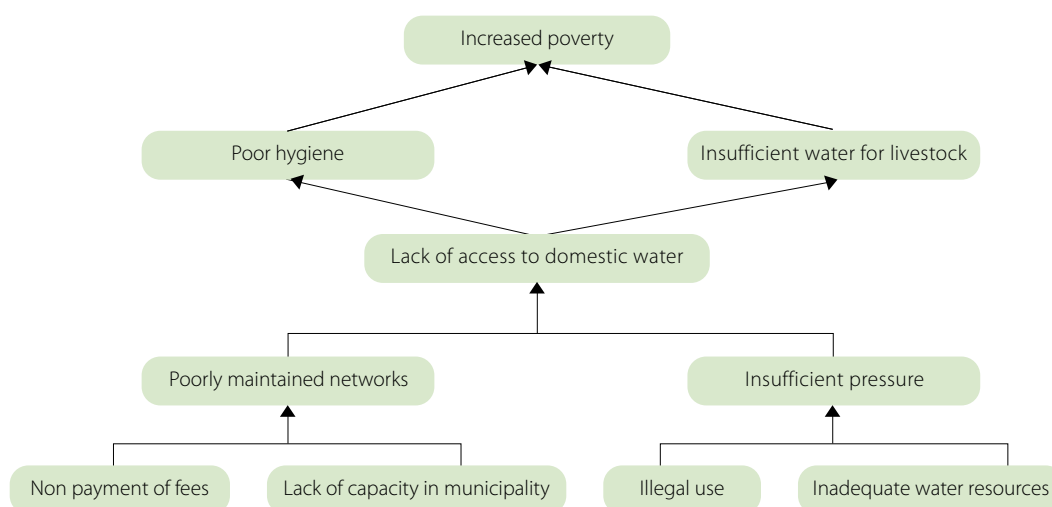 Increased poverty
Poor hygiene
Insufficient water for livestock
Lack of access to domestic water
Poorly maintained networks
Insufficient pressure
Non payment of fees
Lack of capacity in municipality
Illegal use
Inadequate water resources